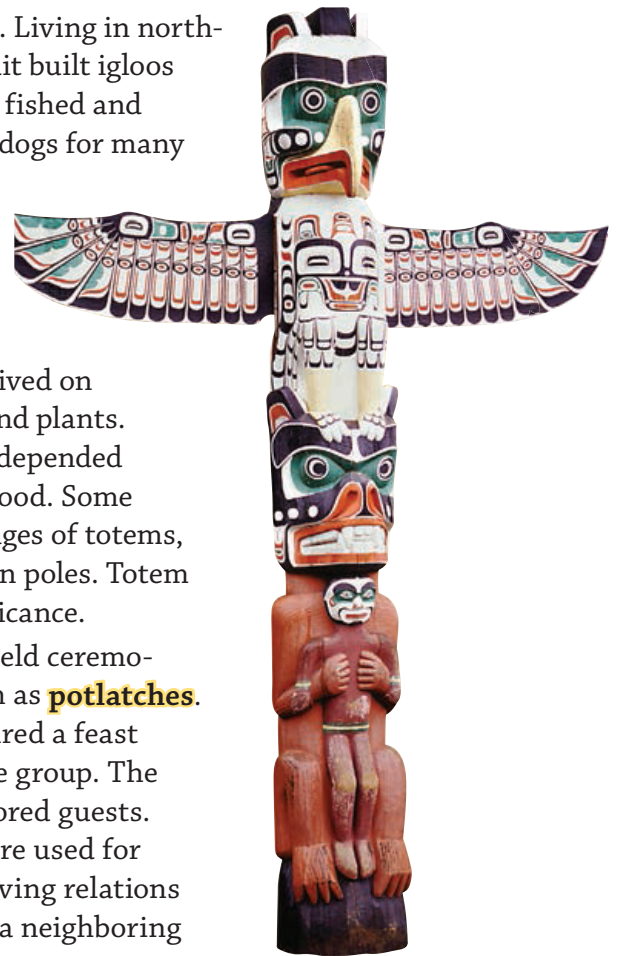 . Living in north-
it built igloos
fished and
dogs for many
ived on
nd plants.
depended
ood. Some
ges of totems,
n poles. Totem
icance.
eld ceremo-
n as potlatches.
red a feast
e group. The
ored guests.
re used for
ving relations
a neighboring